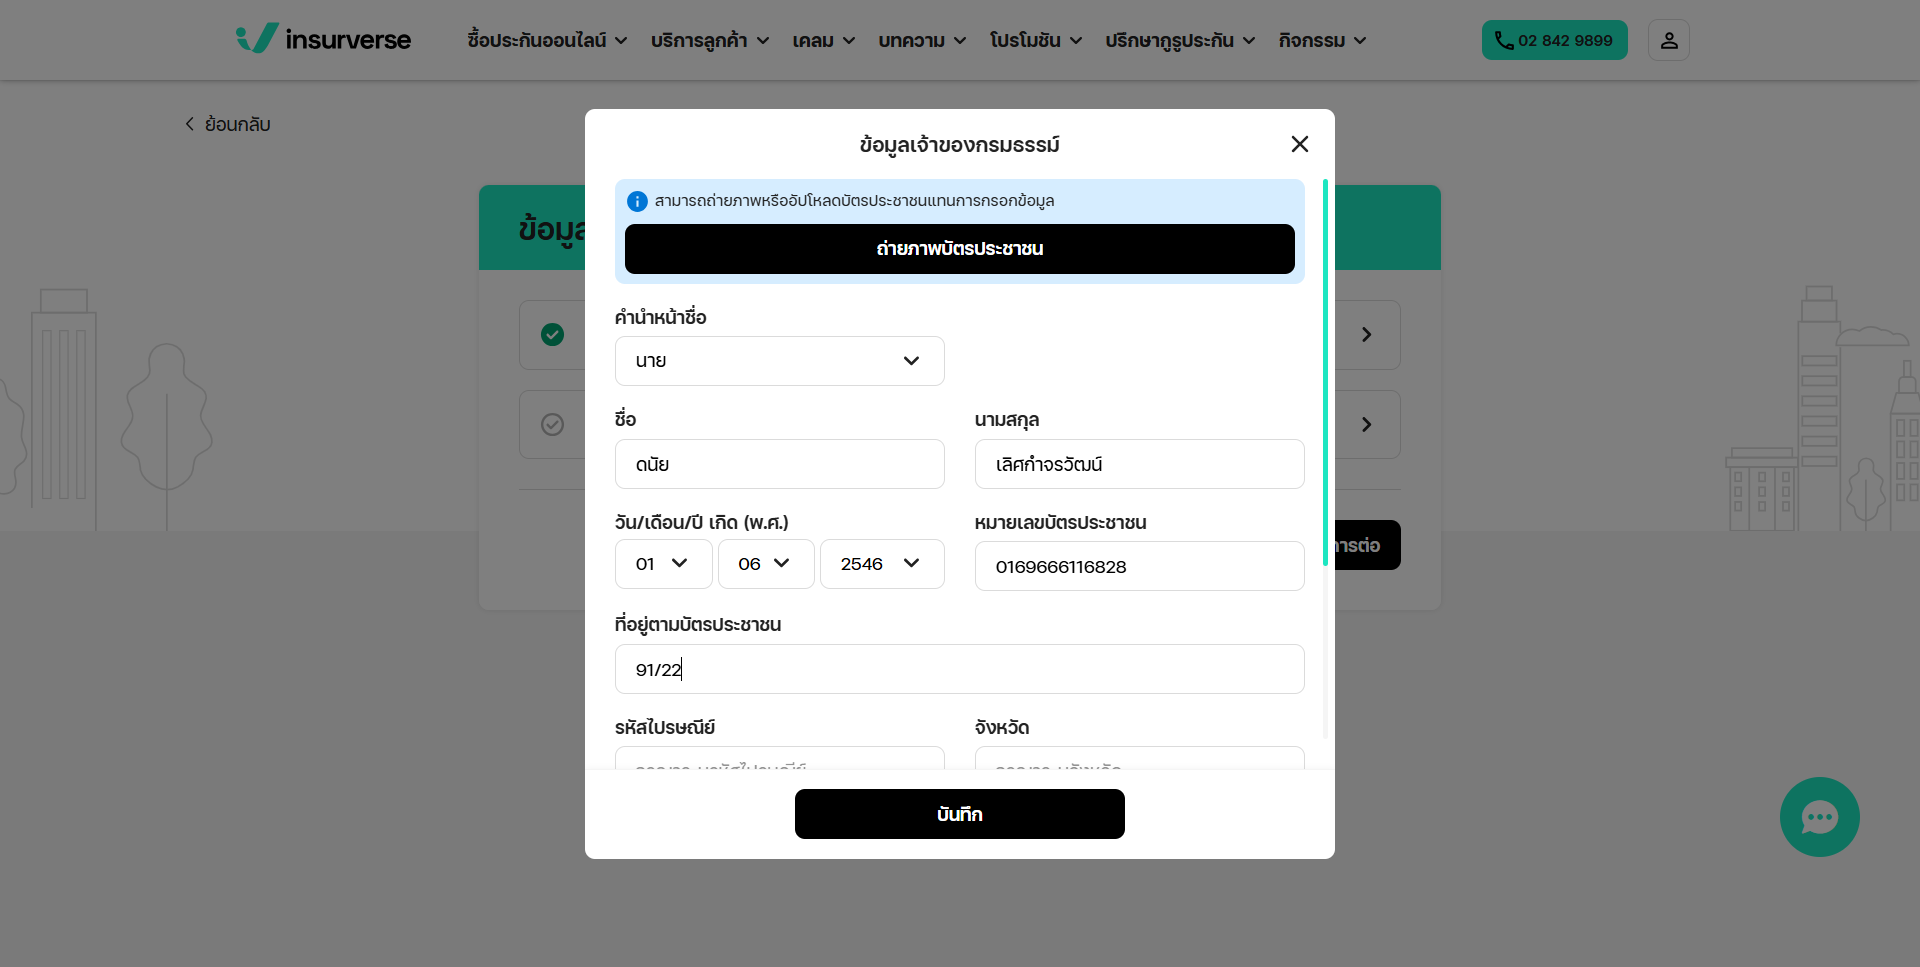 insurverse
ซื้อประกันออนไลน์ บริการลูกค้า เคลม บทความ โปรโมชัน ปรึกษากูรูประกัน กิจกรรม
02 842 9899
ย้อนกลับ
ข้อมูลเจ้าของกรมธรรม์
สามารถถ่ายภาพหรืออัปโหลดบัตรประชาชนแทนการกรอกข้อมูล
ถ่ายภาพบัตรประชาชน
ข้อมูล
คำนำหน้าชื่อ
นาย
ชื่อ นามสกุล
ดนัย เลิศกำจรวัฒน์
วัน/เดือน/ปี เกิด (พ.ศ.) หมายเลขบัตรประชาชน
01 06 2546 0169666116828
การต่อ
ที่อยู่ตามบัตรประชาชน
91/22
รหัสไปรษณีย์ จังหวัด
บันทึก